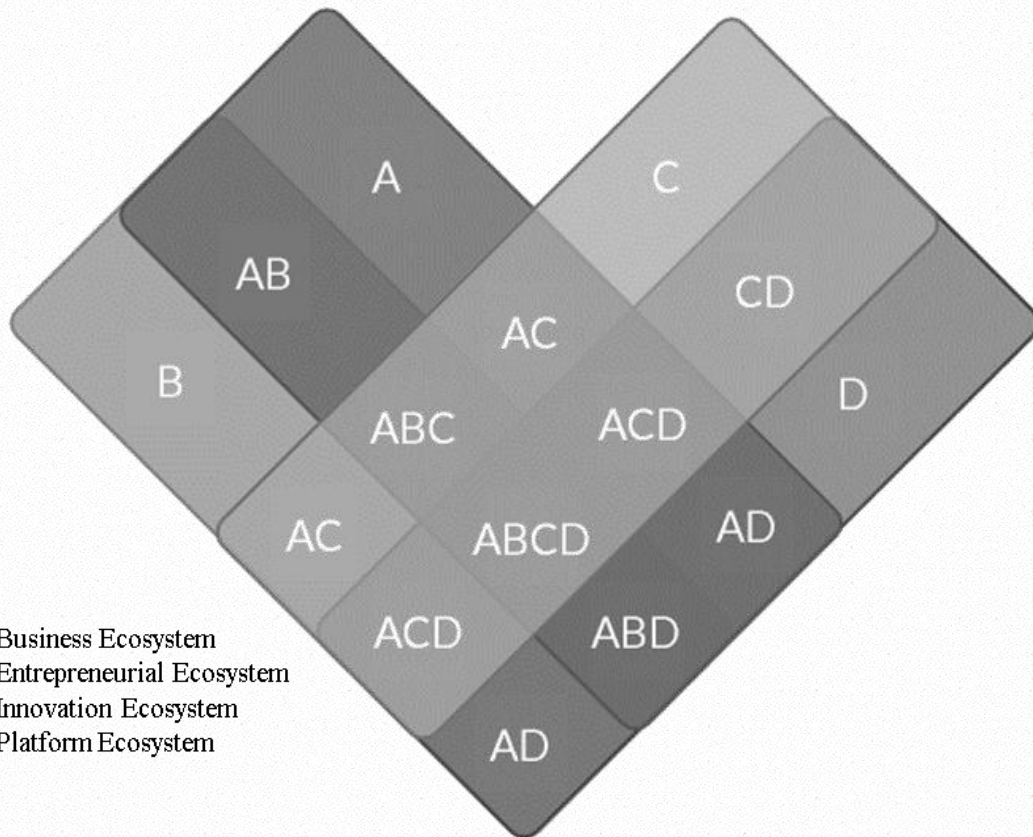 A
C
AB
CD
AC
B
D
ABC
ACD
AC
ABCD
AD
ACD
ABD
AD
Business Ecosystem
Entrepreneurial Ecosystem
Innovation Ecosystem
Platform Ecosystem